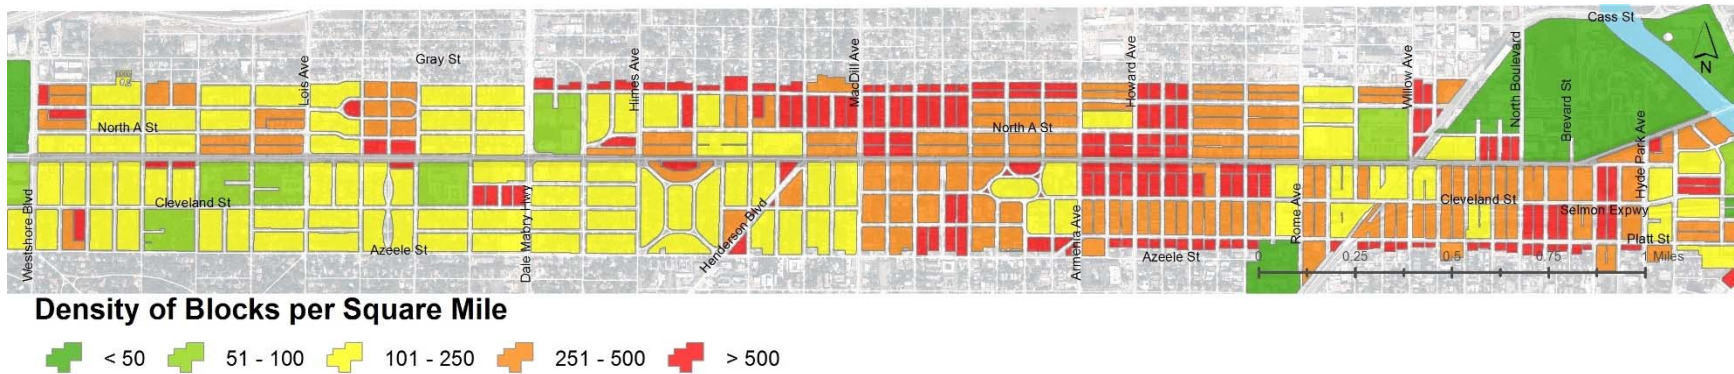 Cass St
Gray St
Lois Ave
Himes Ave
MacDill Ave
Howard Ave
Willow Ave
North Boulevard
Brevard St
Hyde Park Ave
N
North A St
North A St
Westshore Blvd
Cleveland St
Azeele St
Dale Mabry Hwy
Henderson Blvd
Armenia Ave
Azeele St
Rome Ave
Cleveland St
Selmon Expwy
Platt St
0 0.25 0.5 0.75 1 Miles
Density of Blocks per Square Mile
< 50 51 - 100 101 - 250 251 - 500 > 500